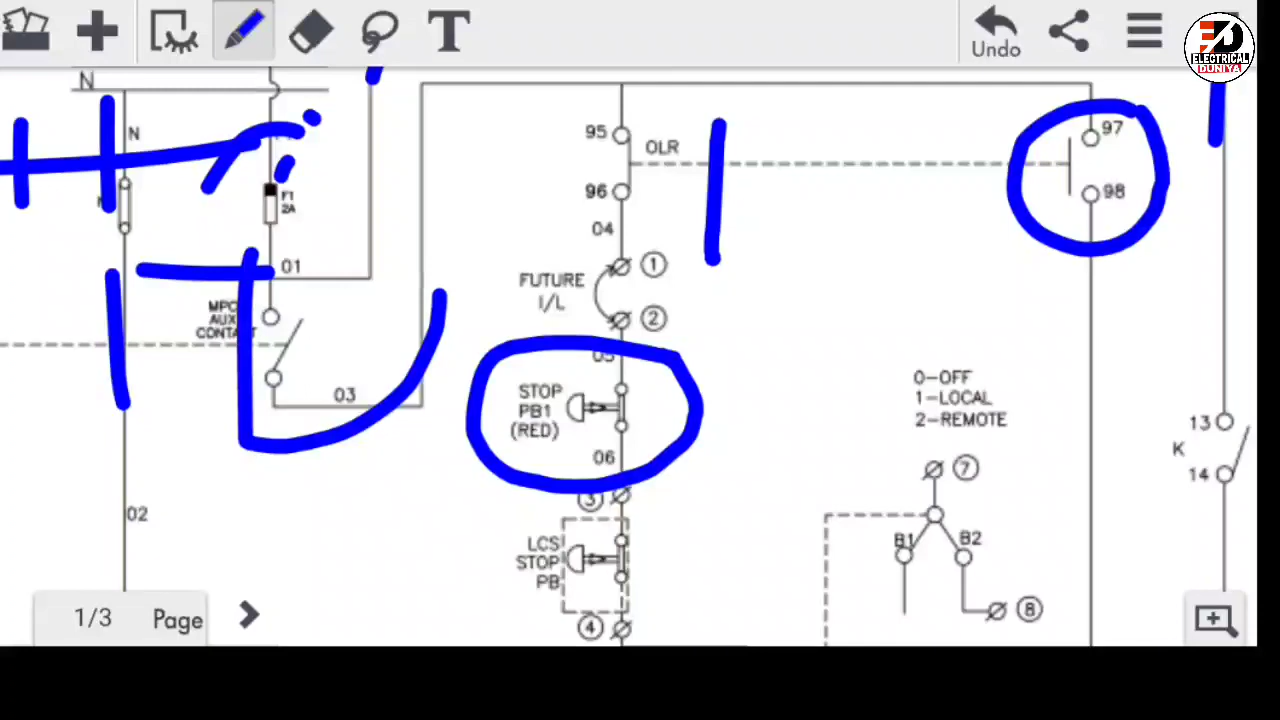 T
Undo
ELECTRICAL
DUNIYA
N
N
95
OLR
97
96
98
F1
2A
04
01
1
FUTURE
I/L
2
AUX
03
05
STOP
PB1
(RED)
06
0-OFF
1-LOCAL
2-REMOTE
13
K
14
7
3
02
LCS
STOP
PB
B1
B2
8
4
1/3 Page